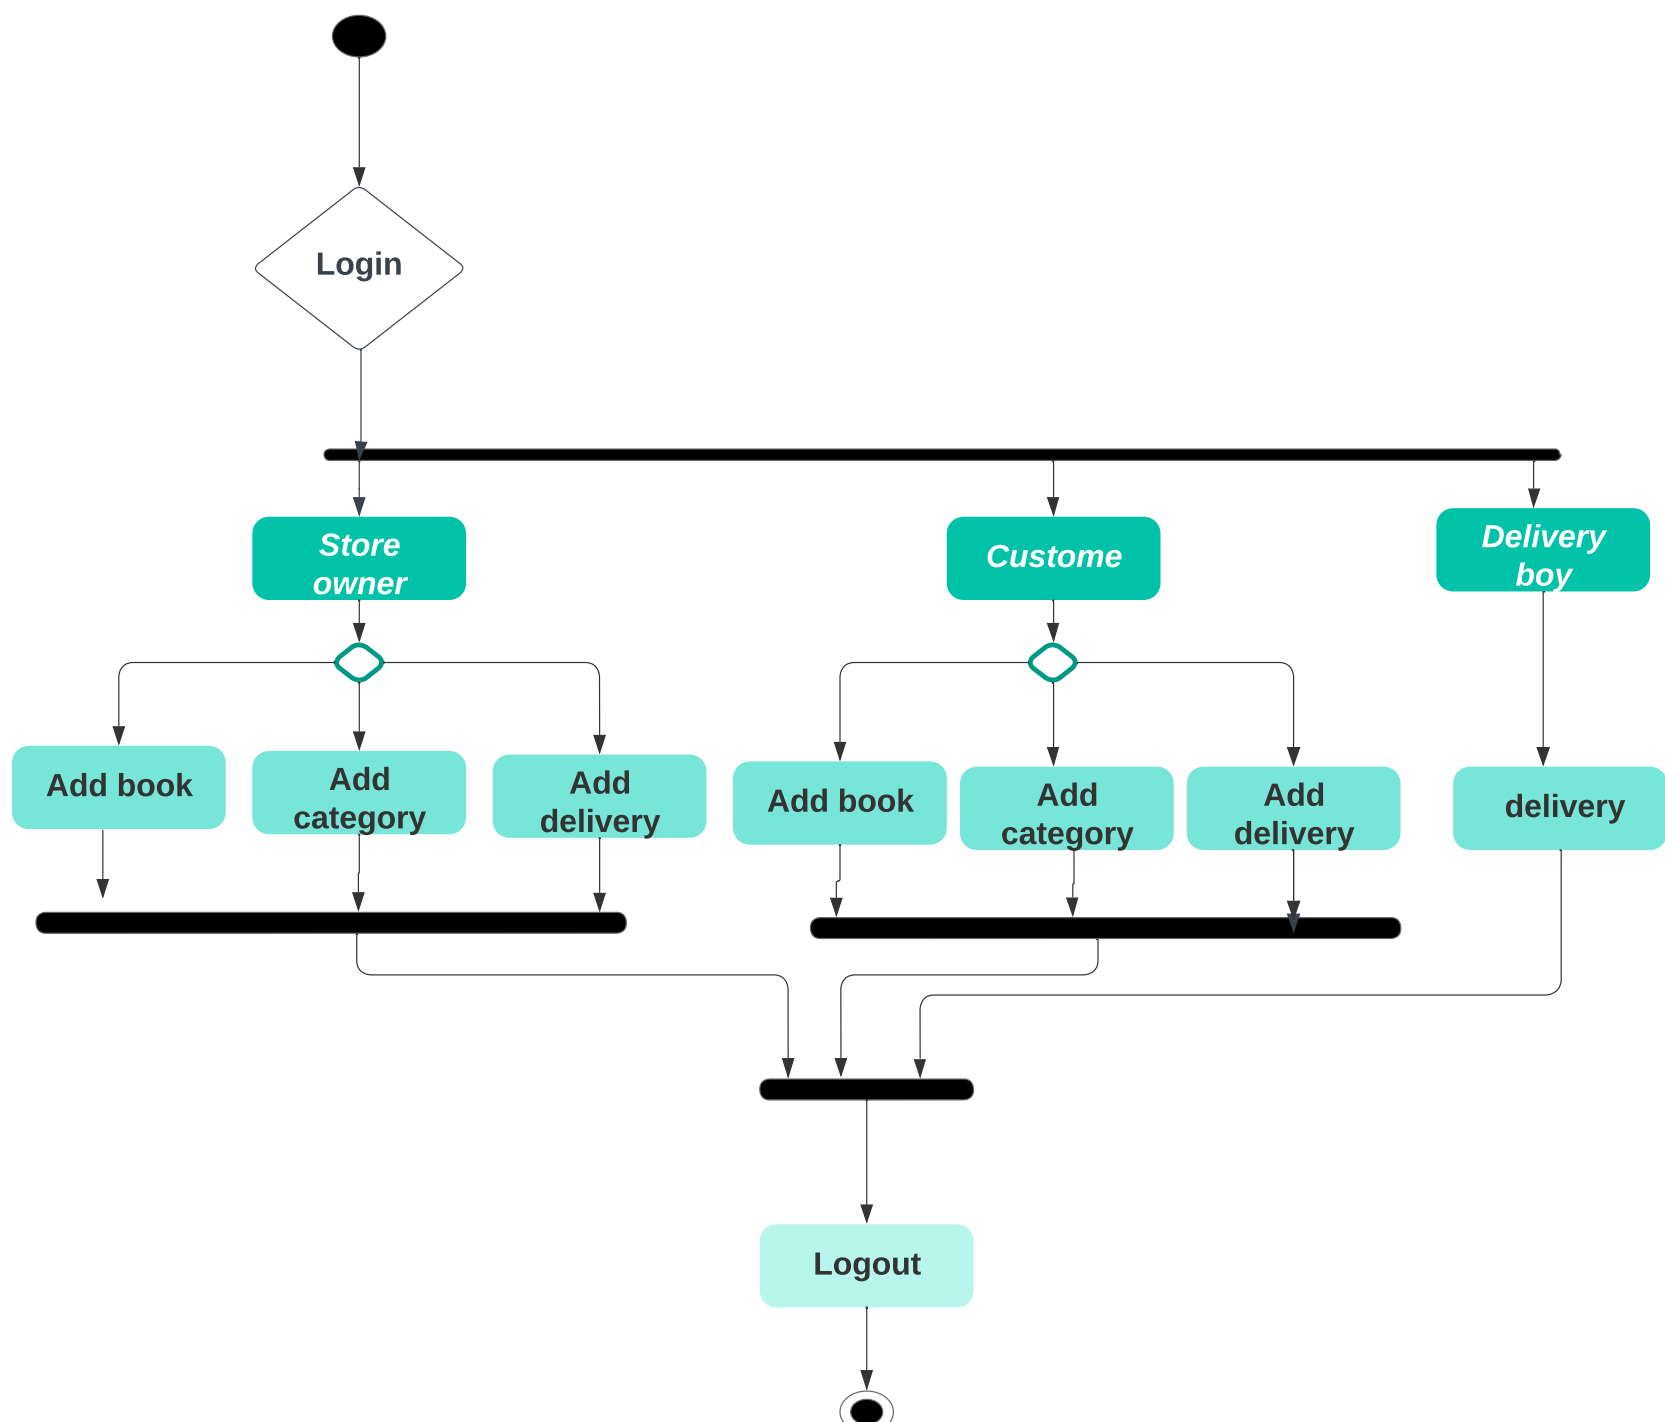 Login
Store
owner
Custome
Delivery
boy
Add book
Add
category
Add
delivery
Add book
Add
category
Add
delivery
delivery
Logout